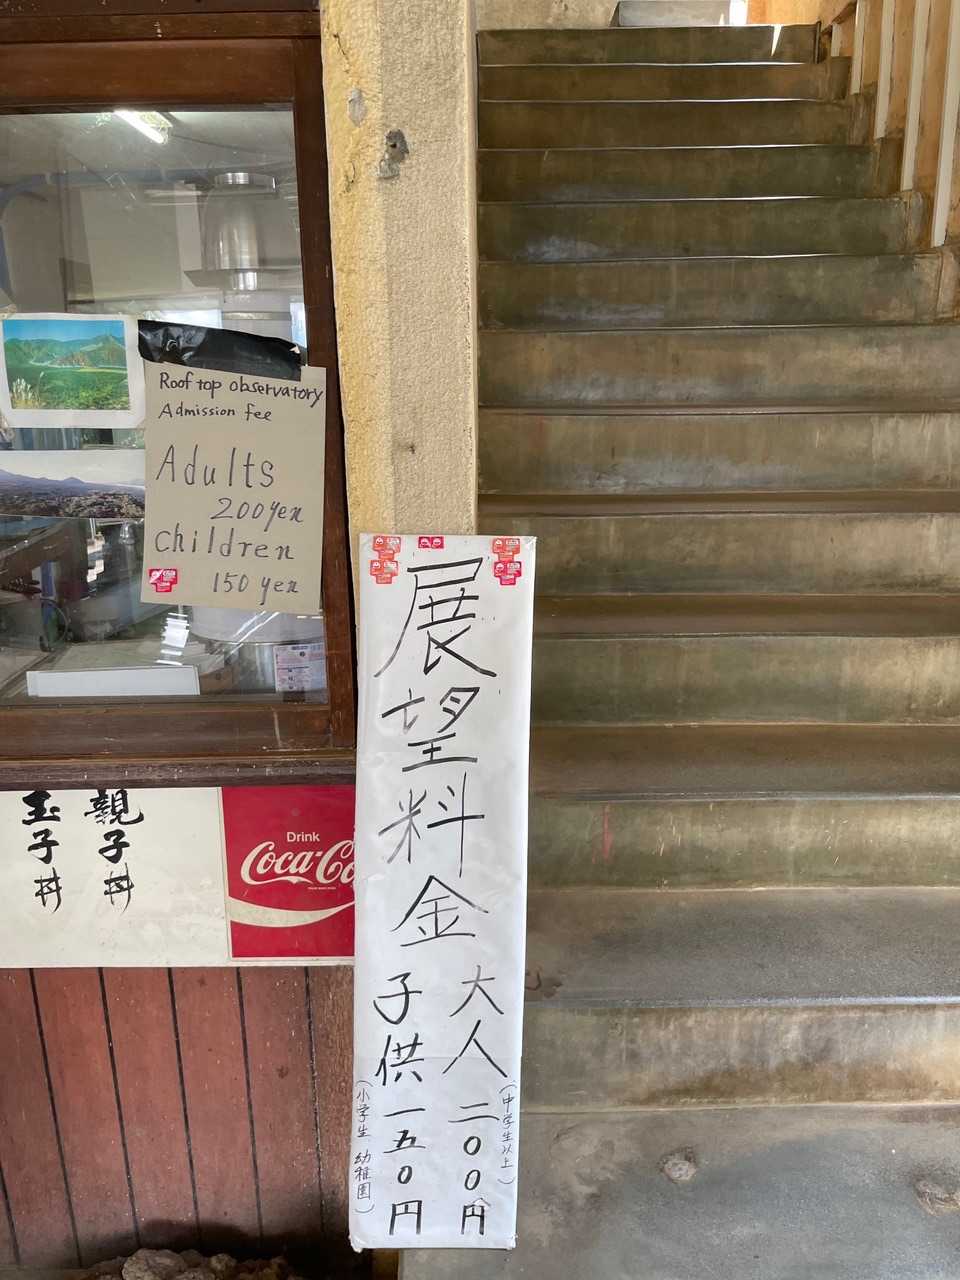 Roof top observatory
Admission fee
Adults
200yen
children
150 yen
展望料金
大人 二〇〇円
(中学生以上)
子供 一五〇円
(小学生 幼稚園)
親子丼
玉子丼
Drink
Coca-Co